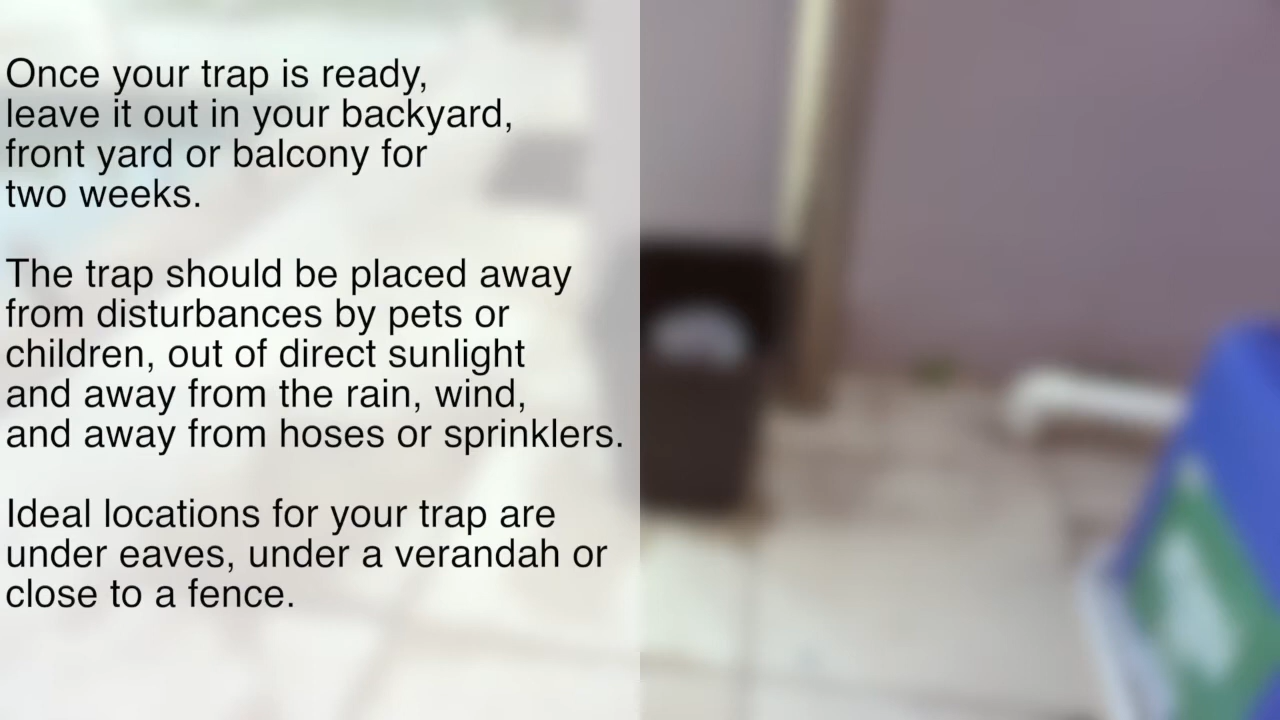 Once your trap is ready,
leave it out in your backyard,
front yard or balcony for
two weeks.
The trap should be placed away
from disturbances by pets or
children, out of direct sunlight
and away from the rain, wind,
and away from hoses or sprinklers.
Ideal locations for your trap are
under eaves, under a verandah or
close to a fence.